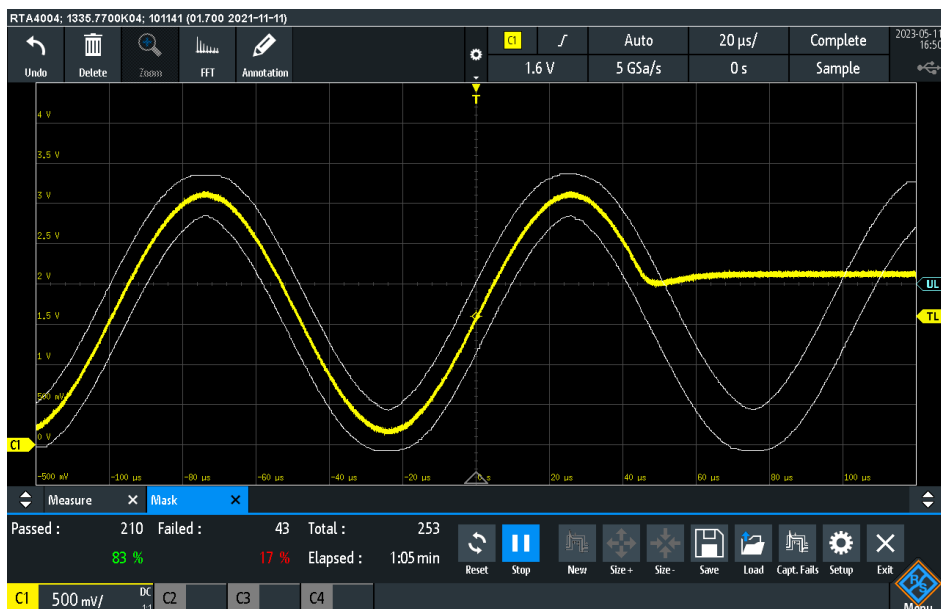 RTA4004; 1335.7700K04; 101141 (01.700 2021-11-11)
Undo Delete Zoom FFT Annotation
C1 Auto 20 µs/ Complete 2023-05-11
1.6 V 5 GSa/s 0 s Sample 16:50
T
4 V
3.5 V
3 V
2.5 V
2 V
UL
1.5 V
TL
1 V
500 mV
C1 0 V
-500 mV -100 µs -80 µs -60 µs -40 µs -20 µs 0 s 20 µs 40 µs 60 µs 80 µs 100 µs
Measure X Mask X
Passed : 210 Failed : 43 Total : 253
83 % 17 % Elapsed : 1:05 min
Reset Stop New Size+ Size- Save Load Capt. Fails Setup Exit
C1 500 mV/ DC 1:1 C2 C3 C4 Menu